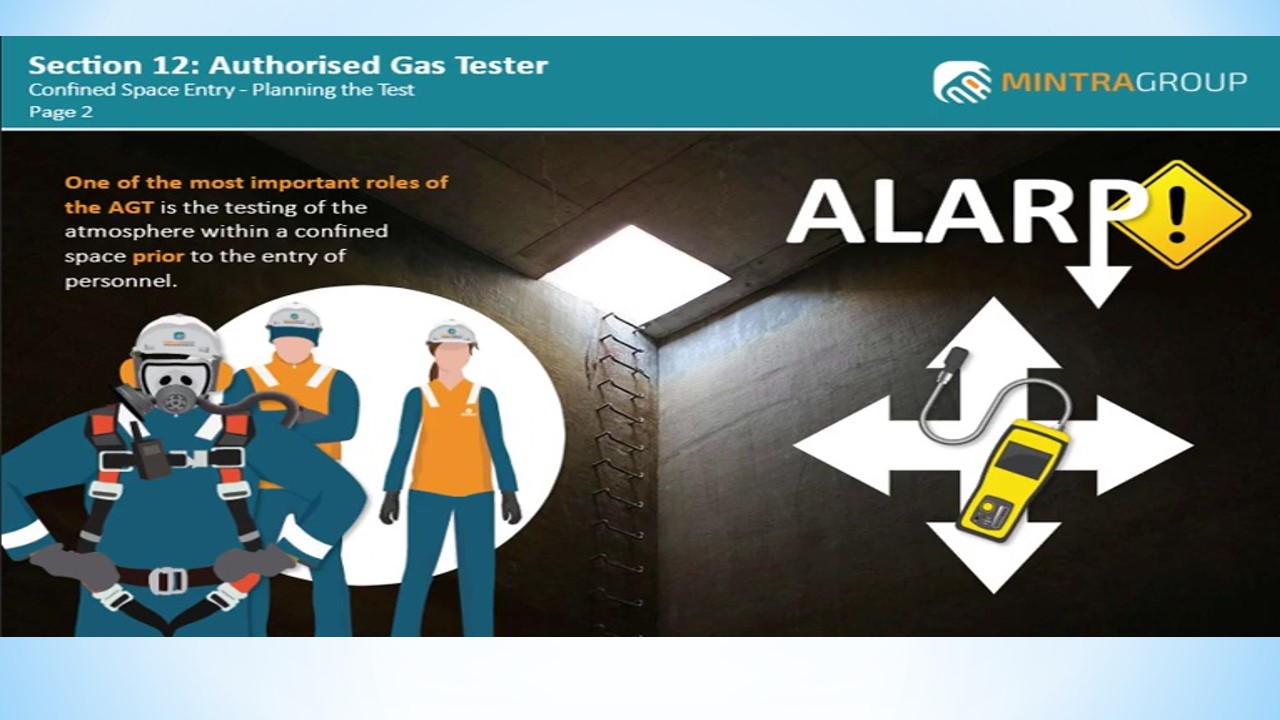 Section 12: Authorised Gas Tester
Confined Space Entry - Planning the Test
Page 2
MINTRAGROUP
One of the most important roles of
the AGT is the testing of the
atmosphere within a confined
space prior to the entry of
personnel.
ALARP!